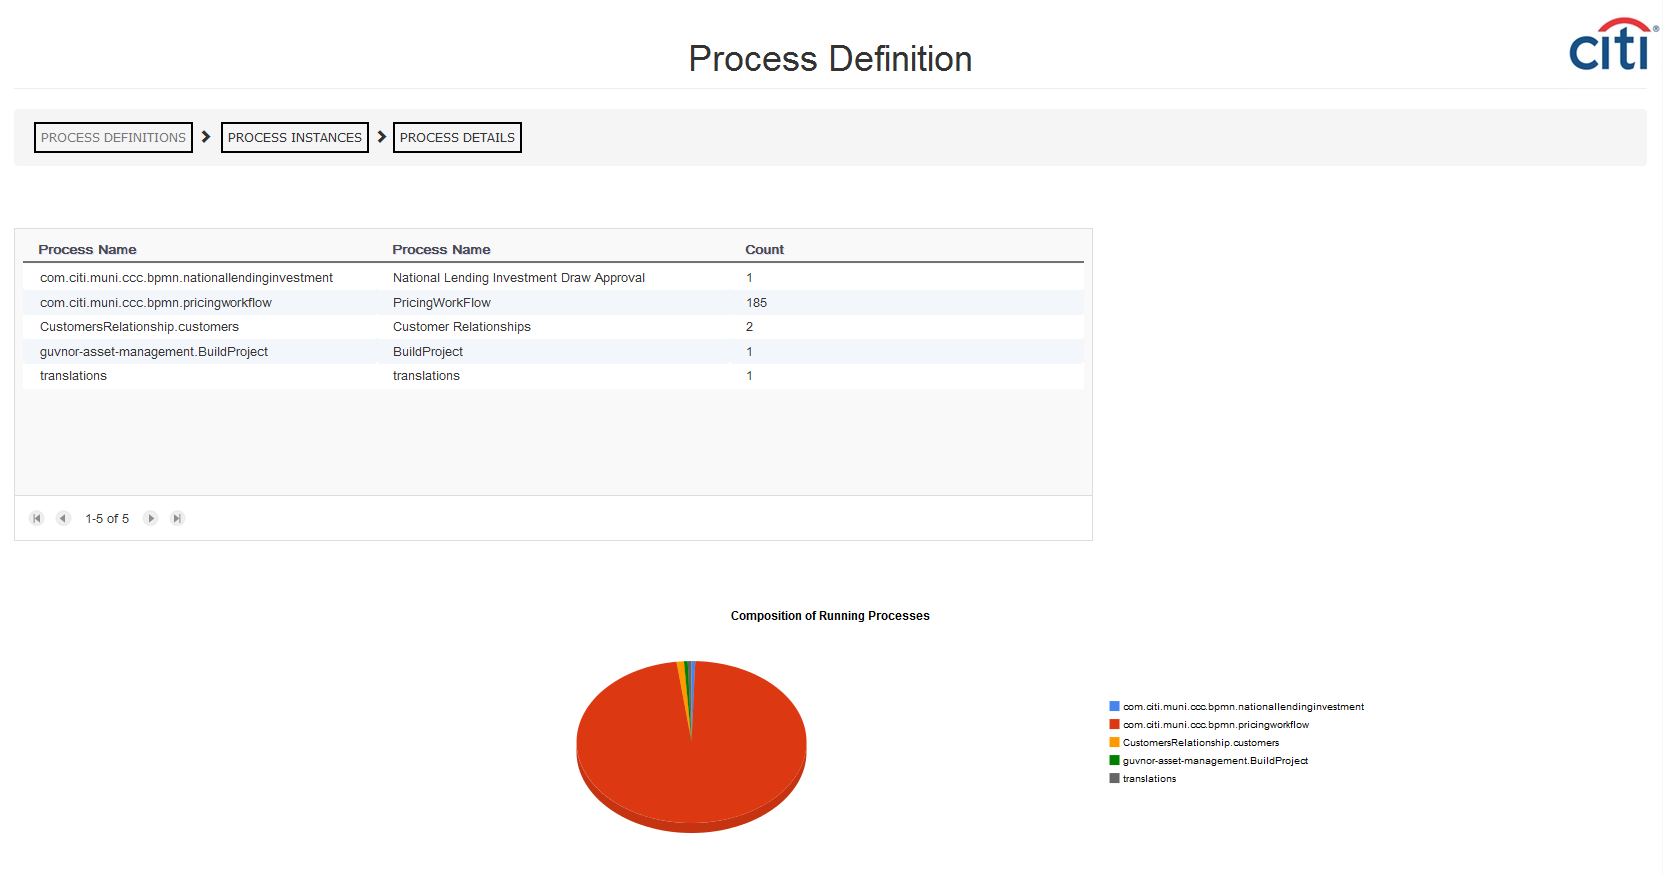 citi®
Process Definition
PROCESS DEFINITIONS PROCESS INSTANCES PROCESS DETAILS
Process Name Process Name Count
com.citi.muni.ccc.bpmn.nationallendinginvestment National Lending Investment Draw Approval 1
com.citi.muni.ccc.bpmn.pricingworkflow PricingWorkFlow 185
CustomersRelationship.customers Customer Relationships 2
guvnor-asset-management.BuildProject BuildProject 1
translations translations 1
1-5 of 5
Composition of Running Processes
com.citi.muni.ccc.bpmn.nationallendinginvestment
com.citi.muni.ccc.bpmn.pricingworkflow
CustomersRelationship.customers
guvnor-asset-management.BuildProject
translations